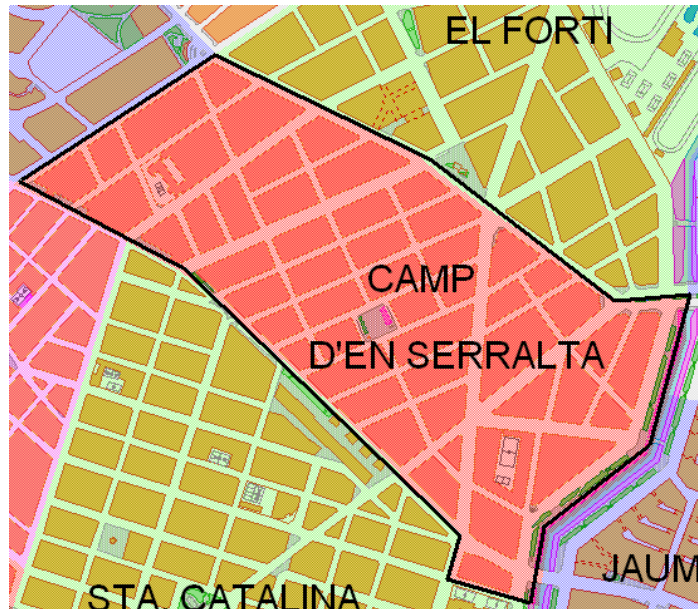 EL FORTI
CAMP
D'EN SERRALTA
JAUM
STA. CATALINA